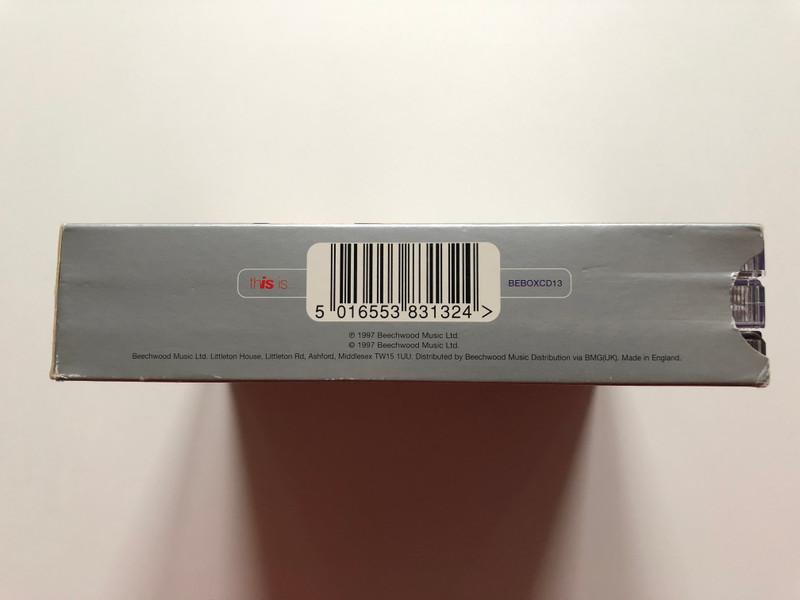 this is...
BEBOXCD13
5 016553 831324 >
℗ 1997 Beechwood Music Ltd.
© 1997 Beechwood Music Ltd.
Beechwood Music Ltd. Littleton House, Littleton Rd, Ashford, Middlesex TW15 1UU. Distributed by Beechwood Music Distribution via BMG(UK). Made in England.